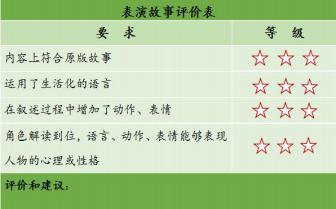 表演故事评价表
要 求 等 级
内容上符合原版故事 ☆☆☆
运用了生活化的语言 ☆☆☆
在叙述过程中增加了动作、表情 ☆☆☆
角色解读到位，语言、动作、表情能够表现 ☆☆☆
人物的心理或性格
评价和建议：